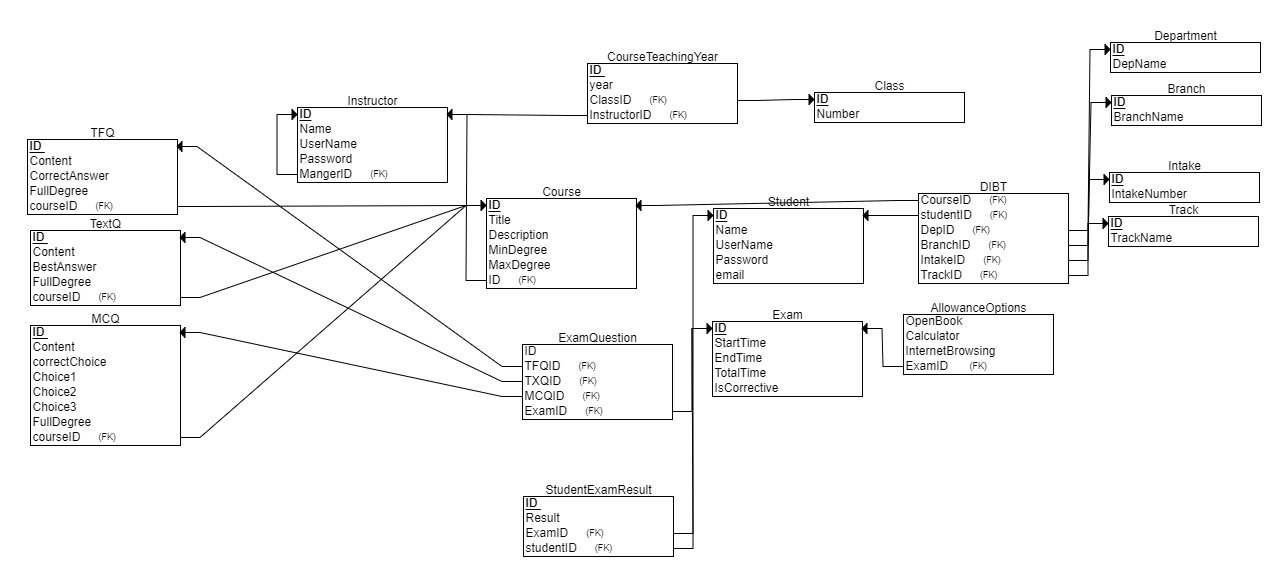 Department
ID
DepName
CourseTeachingYear
ID
year
ClassID (FK)
InstructorID (FK)
Class
ID
Number
Branch
ID
BranchName
Instructor
ID
Name
UserName
Password
MangerID (FK)
TFQ
ID
Content
CorrectAnswer
FullDegree
courseID (FK)
Intake
ID
IntakeNumber
Course
ID
Title
Description
MinDegree
MaxDegree
ID (FK)
Student
ID
Name
UserName
Password
email
DIBT
CourseID (FK)
studentID (FK)
DepID (FK)
BranchID (FK)
IntakeID (FK)
TrackID (FK)
Track
ID
TrackName
TextQ
ID
Content
BestAnswer
FullDegree
courseID (FK)
MCQ
ID
Content
correctChoice
Choice1
Choice2
Choice3
FullDegree
courseID (FK)
ExamQuestion
ID
TFQID (FK)
TXQID (FK)
MCQID (FK)
ExamID (FK)
Exam
ID
StartTime
EndTime
TotalTime
IsCorrective
AllowanceOptions
OpenBook
Calculator
InternetBrowsing
ExamID (FK)
StudentExamResult
ID
Result
ExamID (FK)
studentID (FK)